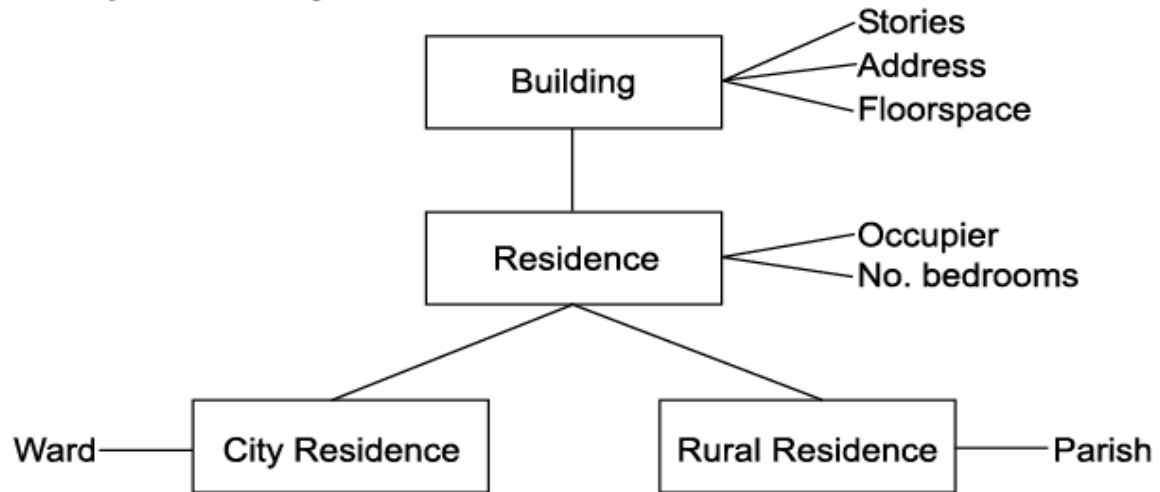 Stories
Building
Address
Floorspace
Residence
Occupier
No. bedrooms
Ward
City Residence
Rural Residence
Parish